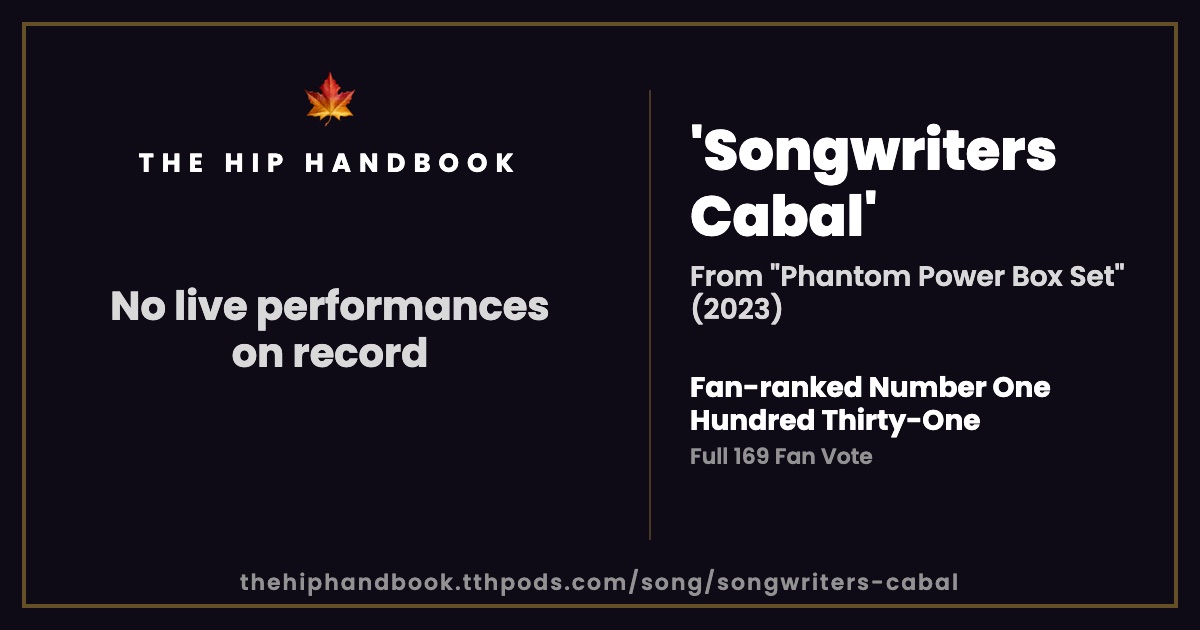 THE HIP HANDBOOK
No live performances
on record
'Songwriters
Cabal'
From "Phantom Power Box Set"
(2023)
Fan-ranked Number One
Hundred Thirty-One
Full 169 Fan Vote
thehiphandbook.tthpods.com/song/songwriters-cabal